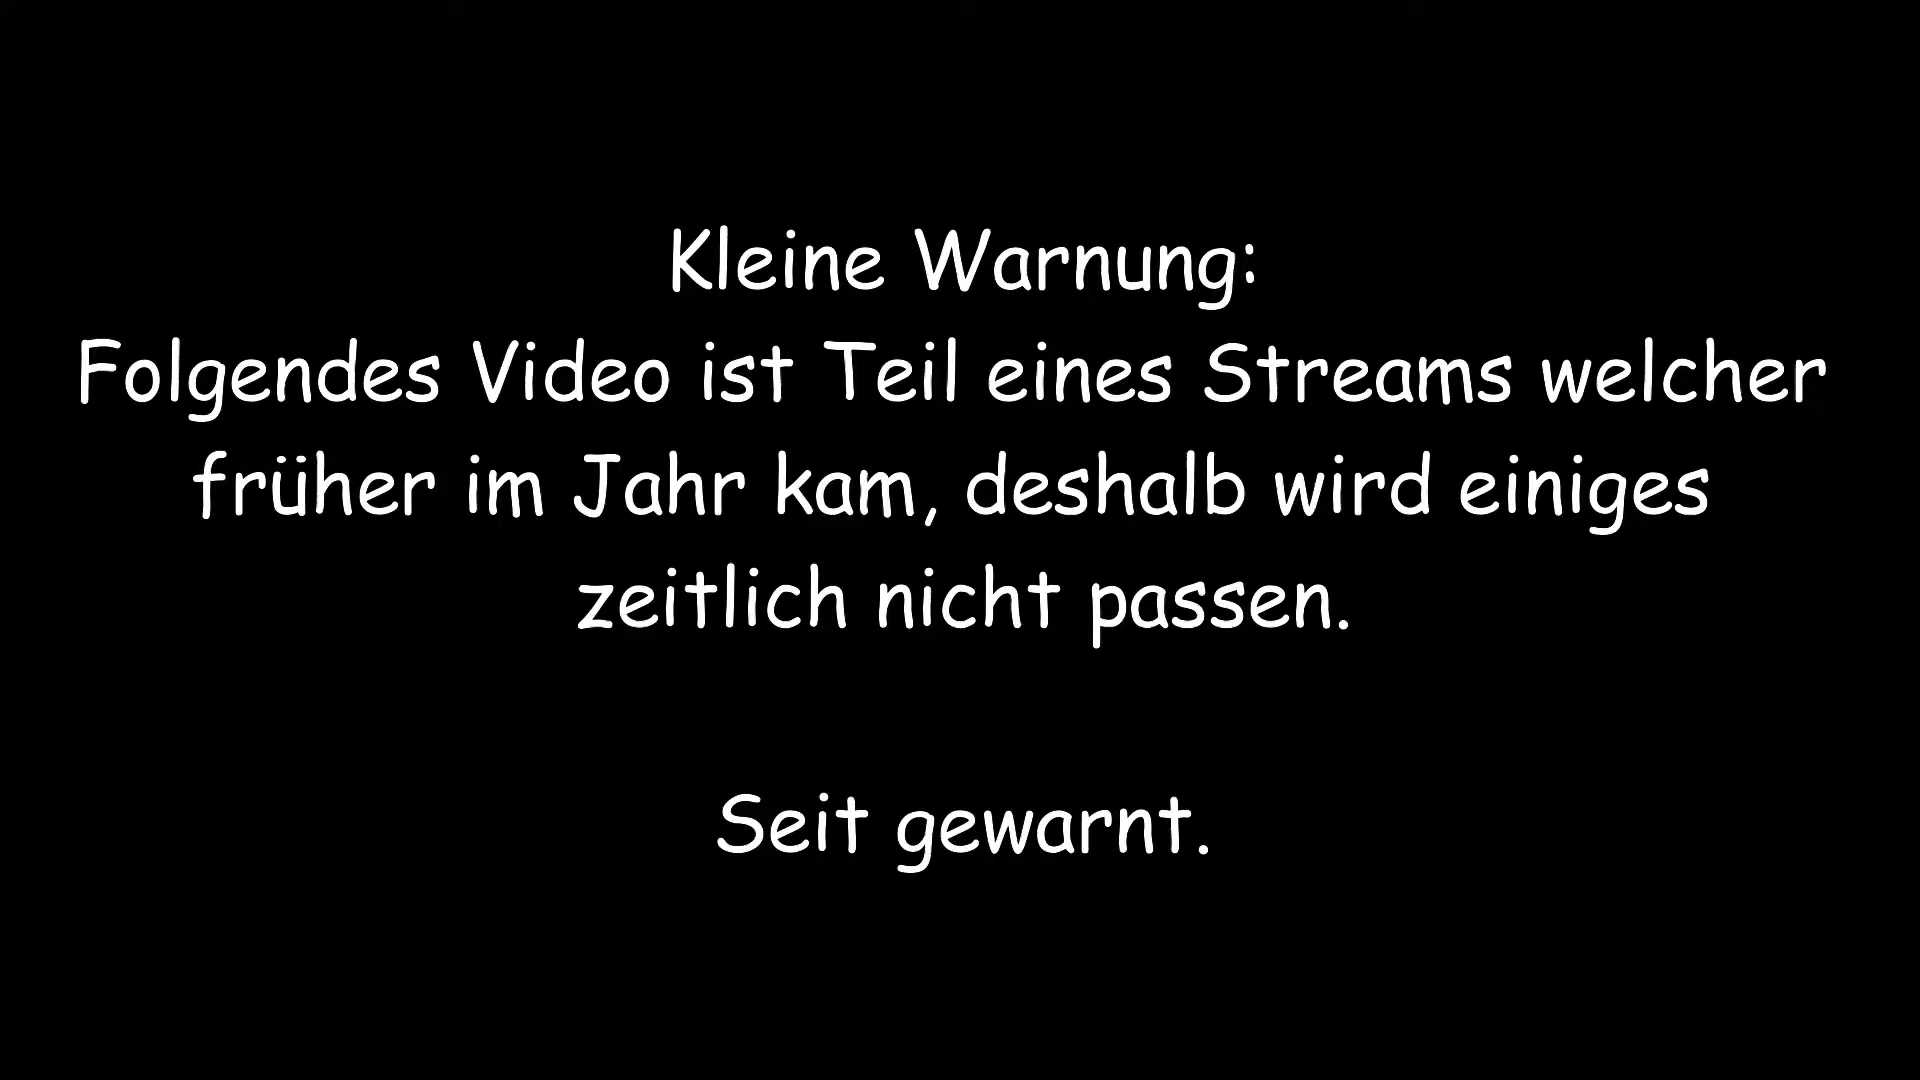 Kleine Warnung:
Folgendes Video ist Teil eines Streams welcher
früher im Jahr kam, deshalb wird einiges
zeitlich nicht passen.
Seit gewarnt.